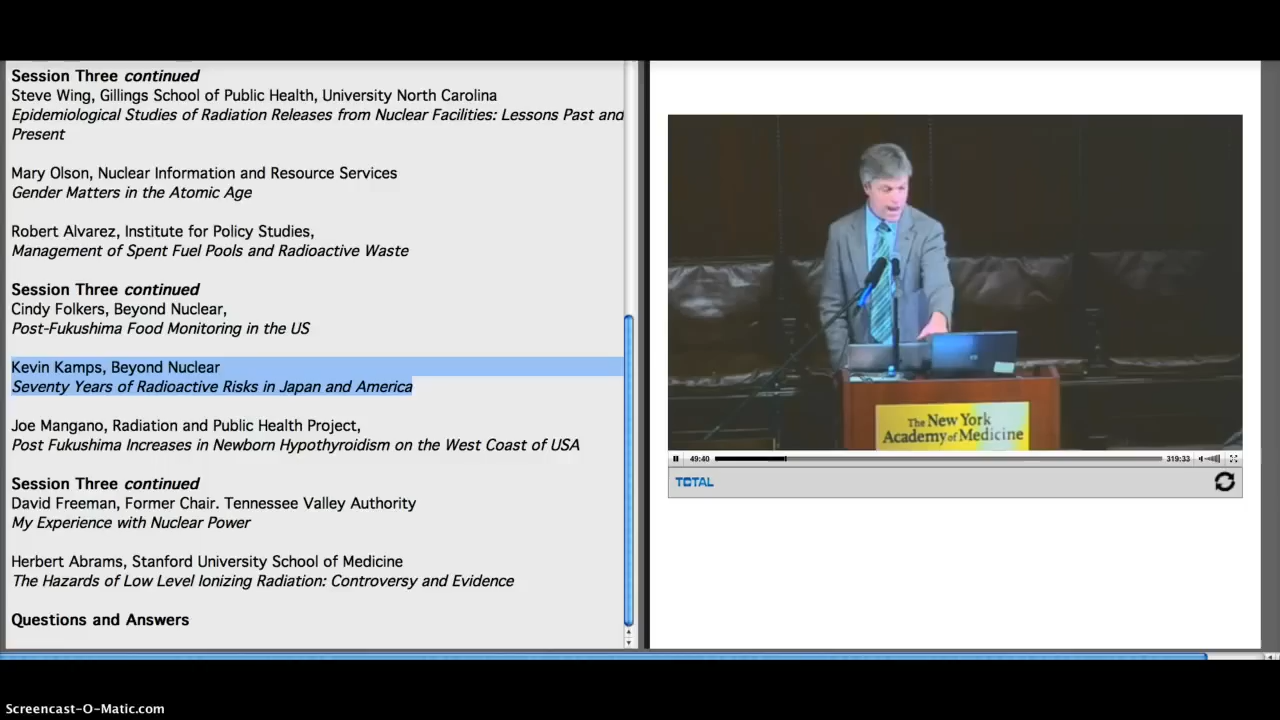 Session Three continued
Steve Wing, Gillings School of Public Health, University North Carolina
Epidemiological Studies of Radiation Releases from Nuclear Facilities: Lessons Past and
Present
Mary Olson, Nuclear Information and Resource Services
Gender Matters in the Atomic Age
Robert Alvarez, Institute for Policy Studies,
Management of Spent Fuel Pools and Radioactive Waste
Session Three continued
Cindy Folkers, Beyond Nuclear,
Post-Fukushima Food Monitoring in the US
Kevin Kamps, Beyond Nuclear
Seventy Years of Radioactive Risks in Japan and America
Joe Mangano, Radiation and Public Health Project,
Post Fukushima Increases in Newborn Hypothyroidism on the West Coast of USA
Session Three continued
David Freeman, Former Chair. Tennessee Valley Authority
My Experience with Nuclear Power
Herbert Abrams, Stanford University School of Medicine
The Hazards of Low Level Ionizing Radiation: Controversy and Evidence
Questions and Answers
The New York
Academy of Medicine
49:40
319:33
TOTAL
Screencast-O-Matic.com